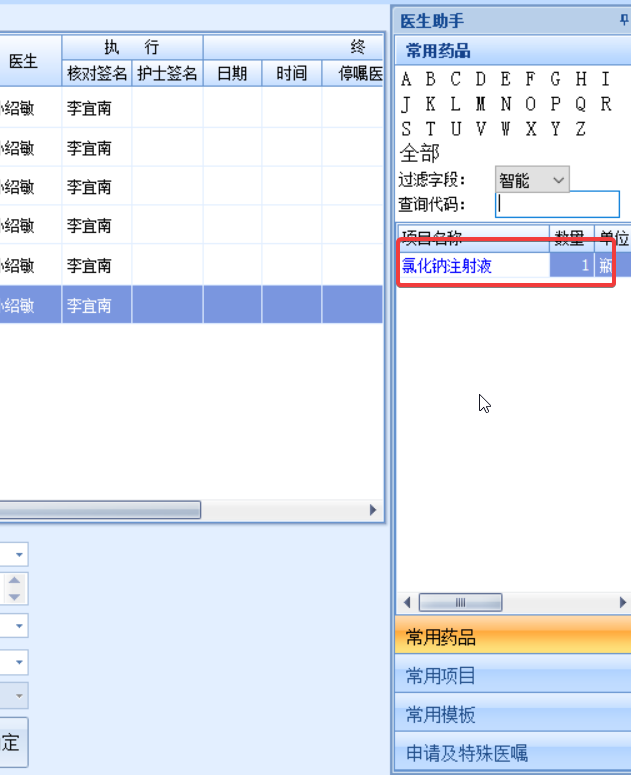 医生
执 行
终
核对签名 护士签名 日期 时间 停嘱医
绍敏 李宜南
绍敏 李宜南
绍敏 李宜南
绍敏 李宜南
绍敏 李宜南
绍敏 李宜南
定
医生助手
常用药品
A B C D E F G H I
J K L M N O P Q R
S T U V W X Y Z
全部
过滤字段： 智能
查询代码：
项目名称 数量 单位
氯化钠注射液 1 瓶
常用药品
常用项目
常用模板
申请及特殊医嘱